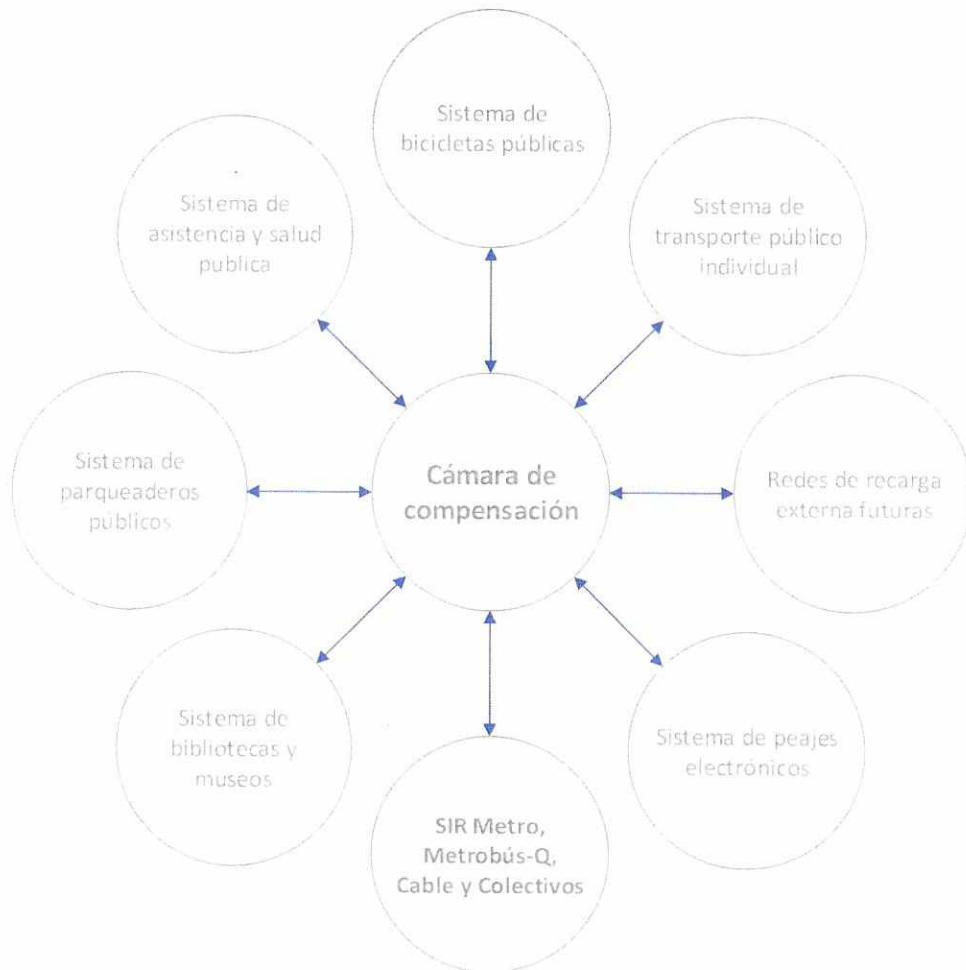 Sistema de
bicicletas públicas
Sistema de
asistencia y salud
publica
Sistema de
transporte público
individual
Sistema de
parqueaderos
públicos
Cámara de
compensación
Redes de recarga
externa futuras
Sistema de
bibliotecas y
museos
Sistema de peajes
electrónicos
SIR Metro,
Metrobús-Q,
Cable y Colectivos